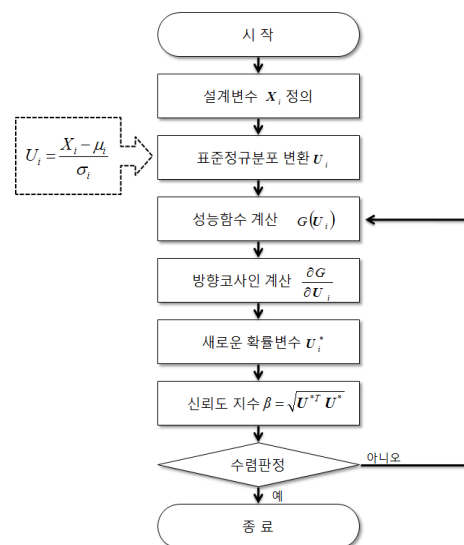 시 작
설계변수 X_i 정의
U_i = \frac{X_i - μ_i}{σ_i}
표준정규분포 변환 U_i
성능함수 계산 G(U_i)
방향코사인 계산 \frac{∂G}{∂U_i}
새로운 확률변수 U_i^*
신뢰도 지수 β = \sqrt{U^{*T} U^*}
수렴판정
아니오
예
종 료